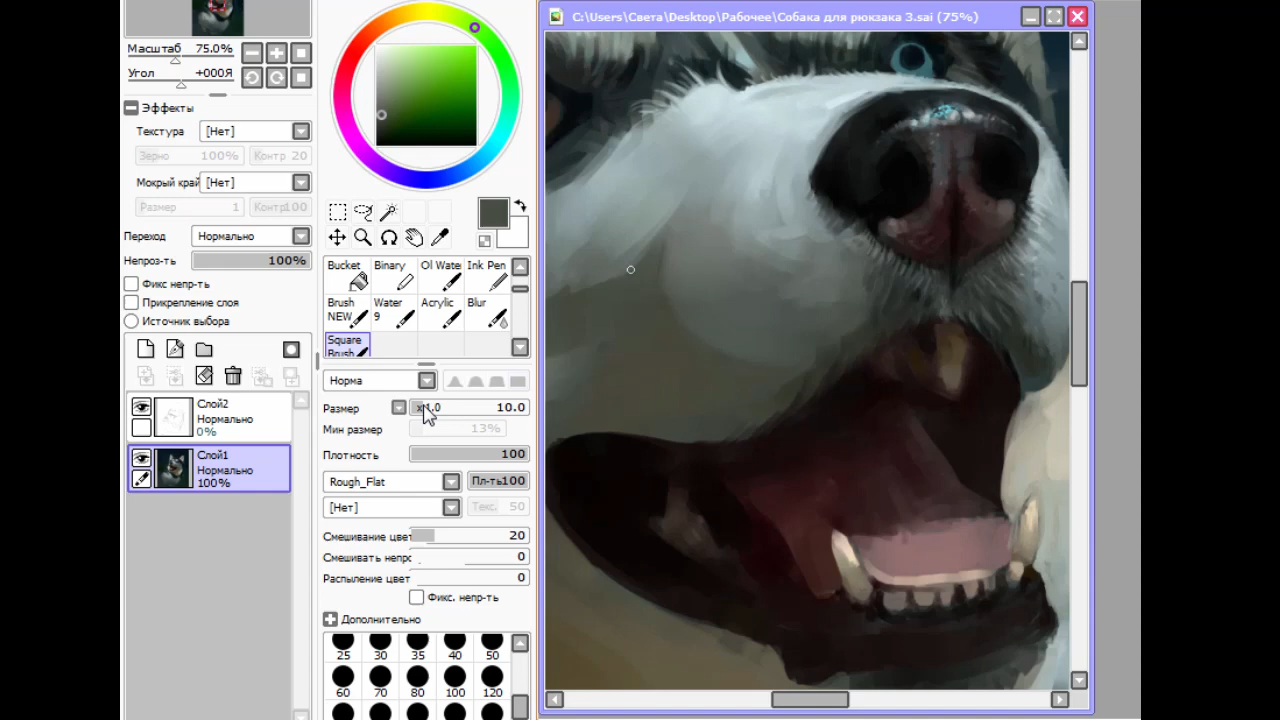 C:\Users\Света\Desktop\Рабочее\Собака для рюкзака 3.sai (75%)
Масштаб 75.0%
Угол +000Я
Эффекты
Текстура [Нет]
Зерно 100% Контр 20
Мокрый край [Нет]
Размер 1 Контр100
Переход Нормально
Непроз-ть 100%
Фикс непр-ть
Прикрепление слоя
Источник выбора
Слой2
Нормально
0%
Слой1
Нормально
100%
Bucket Binary Ol Wate Ink Pen
Brush Water Acrylic Blur
NEW 9
Square
Brush
Норма
Размер x1.0 10.0
Мин размер 13%
Плотность 100
Rough_Flat Пл-ть100
[Нет] Текс. 50
Смешивание цвет 20
Смешивать непрс 0
Распыление цвет 0
Фикс. непр-ть
Дополнительно
25 30 35 40 50
60 70 80 100 120